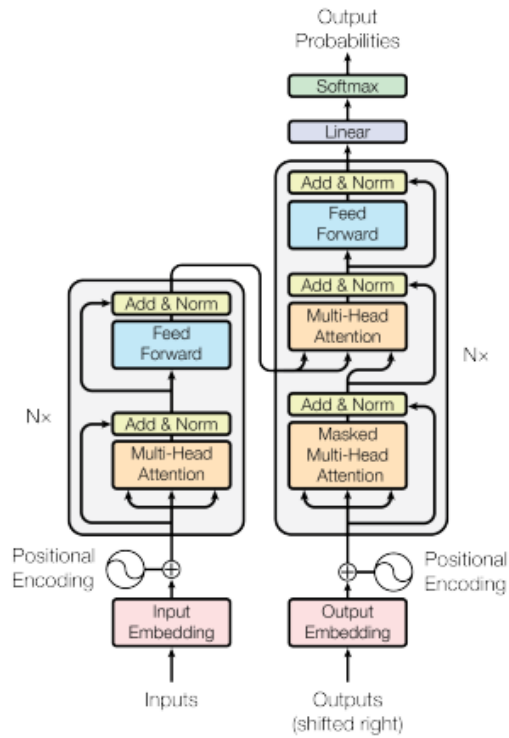 Output
Probabilities
Softmax
Linear
Add & Norm
Feed
Forward
Add & Norm
Multi-Head
Attention
Add & Norm
Masked
Multi-Head
Attention
N×
Add & Norm
Feed
Forward
Add & Norm
Multi-Head
Attention
N×
Positional
Encoding
Positional
Encoding
Input
Embedding
Output
Embedding
Inputs
Outputs
(shifted right)